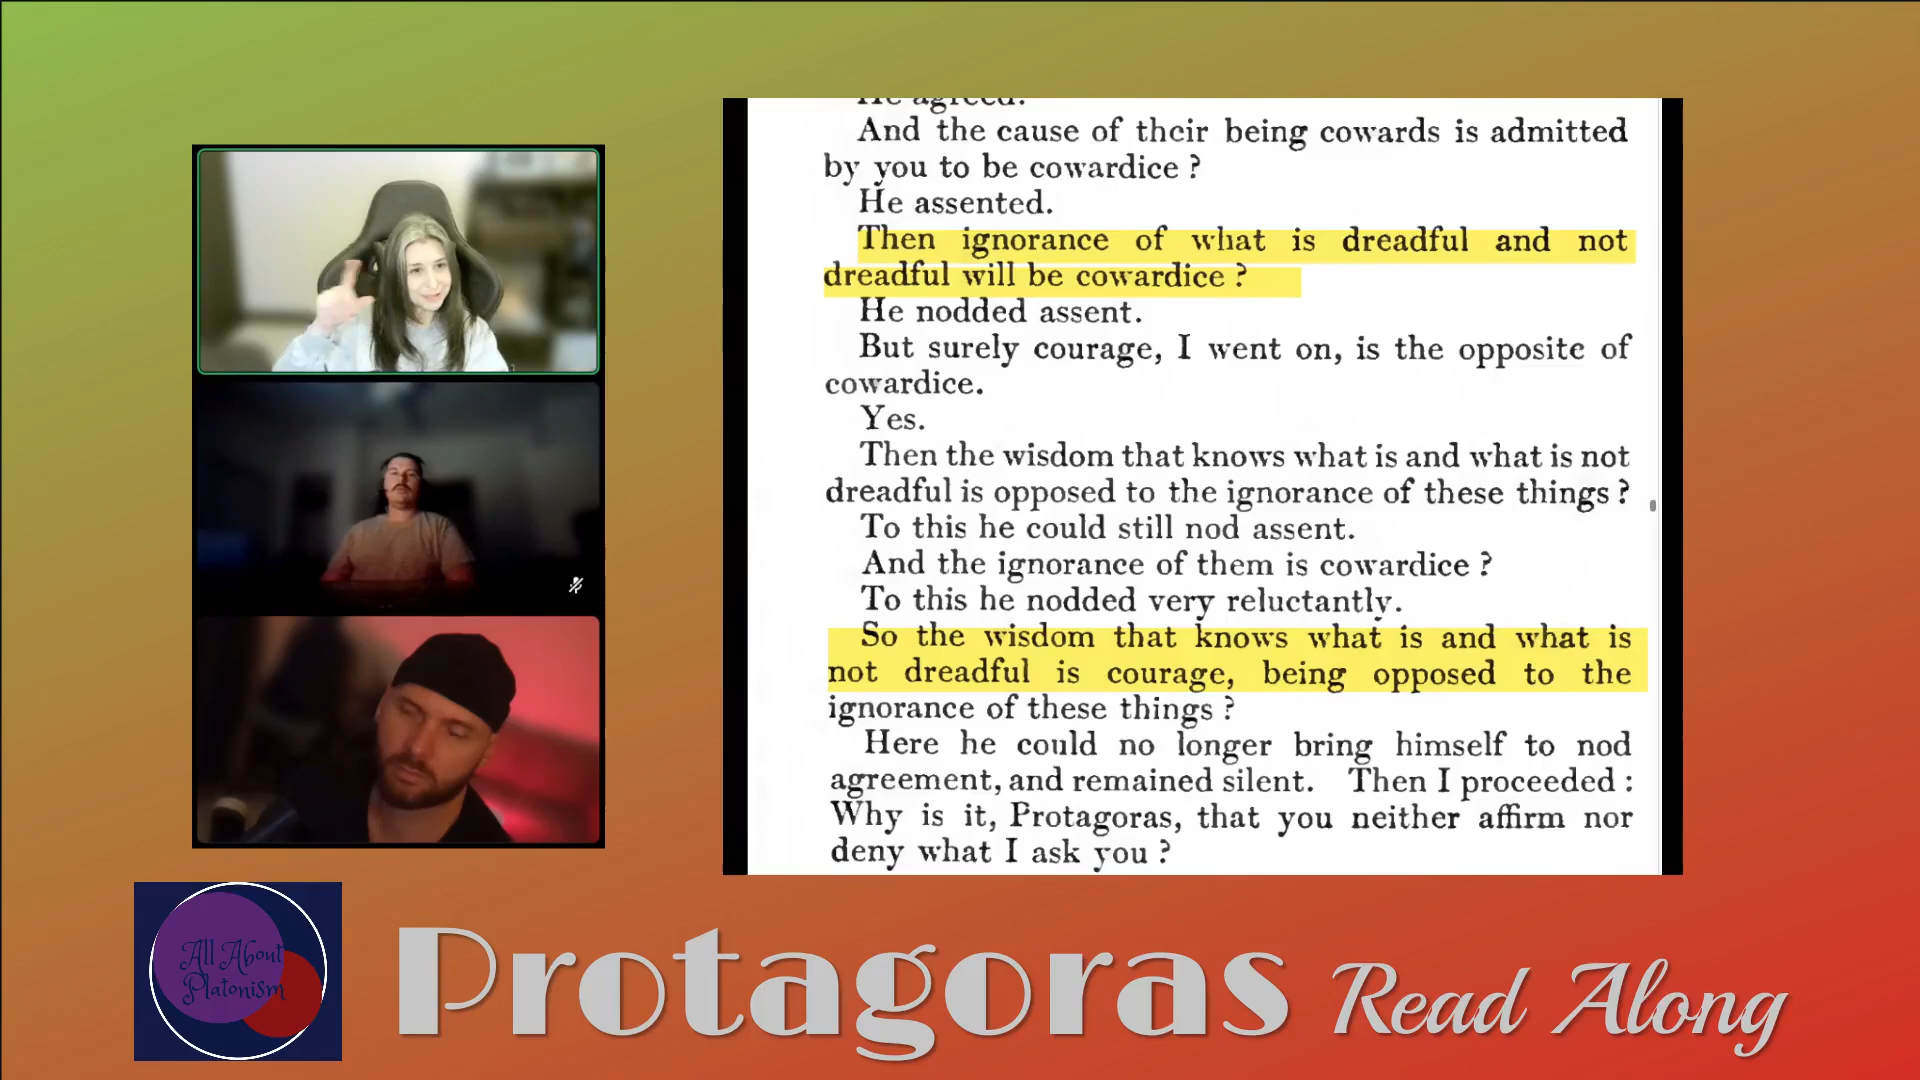 He agreed.
And the cause of their being cowards is admitted
by you to be cowardice ?
He assented.
Then ignorance of what is dreadful and not
dreadful will be cowardice ?
He nodded assent.
But surely courage, I went on, is the opposite of
cowardice.
Yes.
Then the wisdom that knows what is and what is not
dreadful is opposed to the ignorance of these things ?
To this he could still nod assent.
And the ignorance of them is cowardice ?
To this he nodded very reluctantly.
So the wisdom that knows what is and what is
not dreadful is courage, being opposed to the
ignorance of these things ?
Here he could no longer bring himself to nod
agreement, and remained silent. Then I proceeded :
Why is it, Protagoras, that you neither affirm nor
deny what I ask you ?
All About
Platonism
Protagoras Read Along